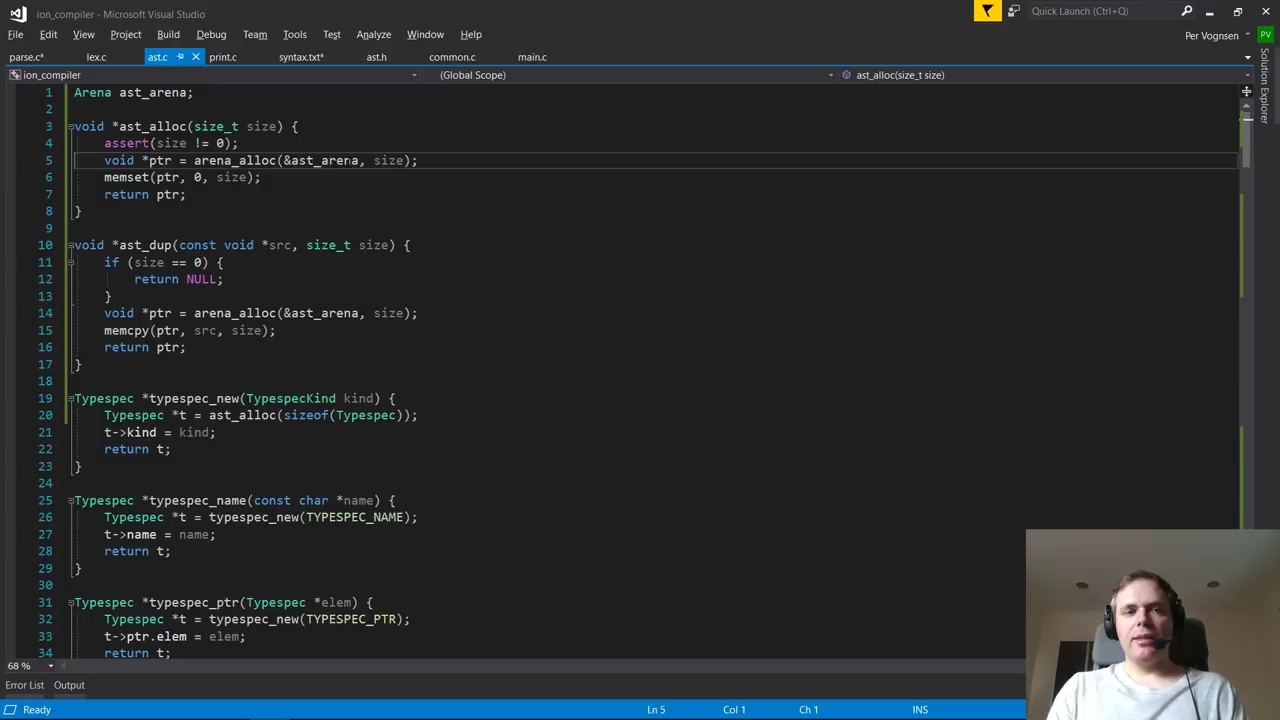 ion_compiler - Microsoft Visual Studio
Quick Launch (Ctrl+Q)
File Edit View Project Build Debug Team Tools Test Analyze Window Help
Per Vognsen PV
parse.c* lex.c ast.c print.c syntax.txt* ast.h common.c main.c
ion_compiler (Global Scope) ast_alloc(size_t size)
Solution Explorer
1 Arena ast_arena;
2
3 void *ast_alloc(size_t size) {
4 assert(size != 0);
5 void *ptr = arena_alloc(&ast_arena, size);
6 memset(ptr, 0, size);
7 return ptr;
8 }
9
10 void *ast_dup(const void *src, size_t size) {
11 if (size == 0) {
12 return NULL;
13 }
14 void *ptr = arena_alloc(&ast_arena, size);
15 memcpy(ptr, src, size);
16 return ptr;
17 }
18
19 Typespec *typespec_new(TypespecKind kind) {
20 Typespec *t = ast_alloc(sizeof(Typespec));
21 t->kind = kind;
22 return t;
23 }
24
25 Typespec *typespec_name(const char *name) {
26 Typespec *t = typespec_new(TYPESPEC_NAME);
27 t->name = name;
28 return t;
29 }
30
31 Typespec *typespec_ptr(Typespec *elem) {
32 Typespec *t = typespec_new(TYPESPEC_PTR);
33 t->ptr.elem = elem;
34 return t;
68 %
Error List Output
Ready Ln 5 Col 1 Ch 1 INS